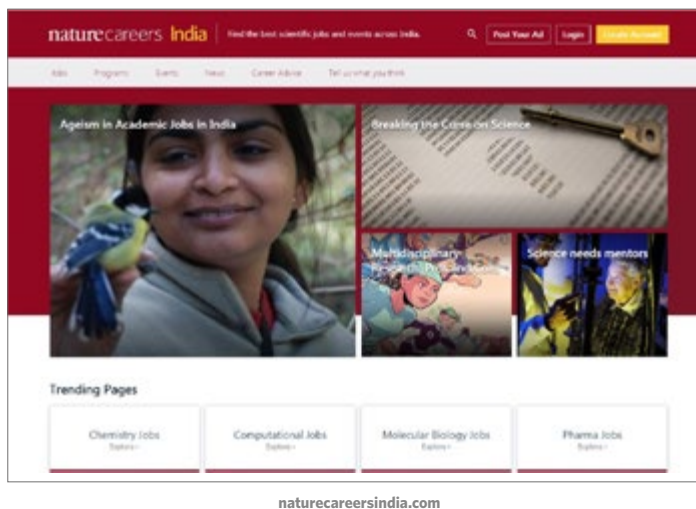 naturecareers India
Find the best scientific jobs and events across India.
Post Your Ad
Login
Create Account
Jobs Programs Events News Career Advice Tell us what you think
Ageism in Academic Jobs in India
Breaking the Curse on Science
Multidisciplinary
Science needs mentors
Trending Pages
Chemistry Jobs
Explore
Computational Jobs
Explore
Molecular Biology Jobs
Explore
Pharma Jobs
Explore
naturecareersindia.com